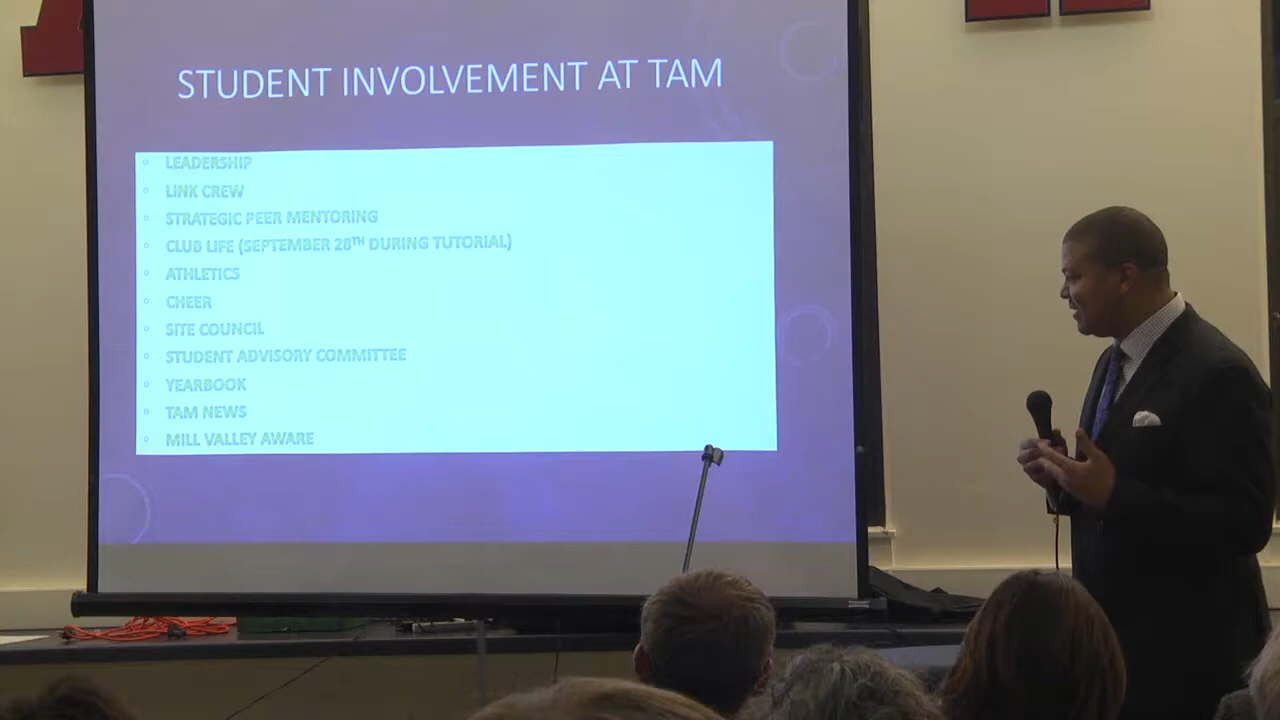 STUDENT INVOLVEMENT AT TAM
LEADERSHIP
LINK CREW
STRATEGIC PEER MENTORING
CLUB LIFE (SEPTEMBER 28TH DURING TUTORIAL)
ATHLETICS
CHEER
SITE COUNCIL
STUDENT ADVISORY COMMITTEE
YEARBOOK
TAM NEWS
MILL VALLEY AWARE